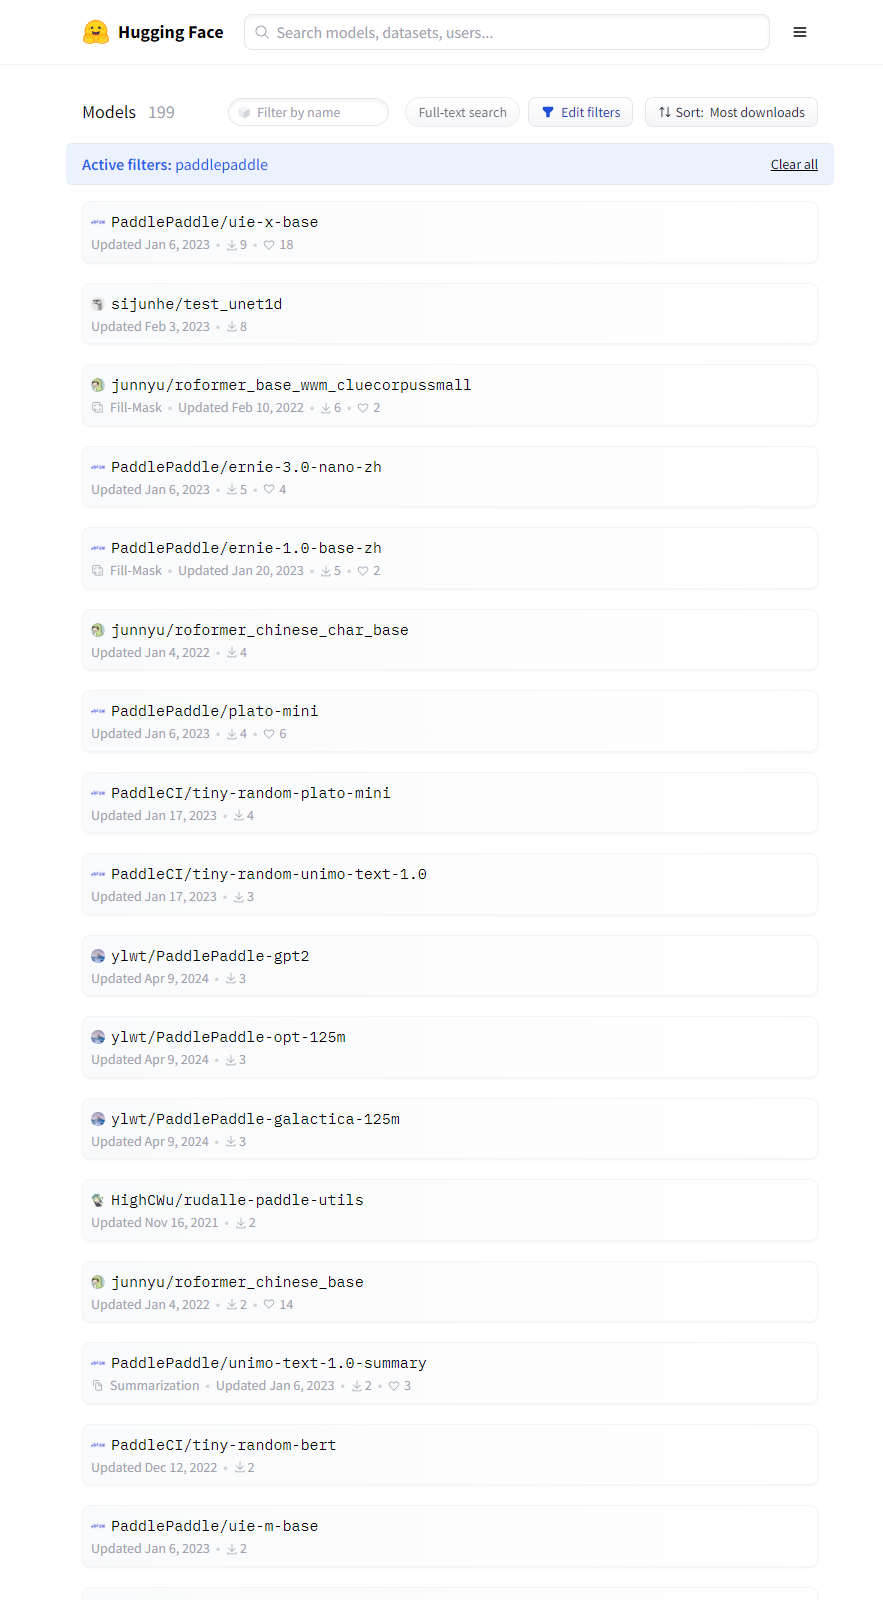 Hugging Face
Search models, datasets, users...
Models 199
Filter by name
Full-text search
Edit filters
Sort: Most downloads
Active filters: paddlepaddle
Clear all
PaddlePaddle/uie-x-base
Updated Jan 6, 2023 • 9 • 18
sijunhe/test_unet1d
Updated Feb 3, 2023 • 8
junnyu/roformer_base_wwm_cluecorpussmall
Fill-Mask • Updated Feb 10, 2022 • 6 • 2
PaddlePaddle/ernie-3.0-nano-zh
Updated Jan 6, 2023 • 5 • 4
PaddlePaddle/ernie-1.0-base-zh
Fill-Mask • Updated Jan 20, 2023 • 5 • 2
junnyu/roformer_chinese_char_base
Updated Jan 4, 2022 • 4
PaddlePaddle/plato-mini
Updated Jan 6, 2023 • 4 • 6
PaddleCI/tiny-random-plato-mini
Updated Jan 17, 2023 • 4
PaddleCI/tiny-random-unimo-text-1.0
Updated Jan 17, 2023 • 3
ylwt/PaddlePaddle-gpt2
Updated Apr 9, 2024 • 3
ylwt/PaddlePaddle-opt-125m
Updated Apr 9, 2024 • 3
ylwt/PaddlePaddle-galactica-125m
Updated Apr 9, 2024 • 3
HighCWu/rudalle-paddle-utils
Updated Nov 16, 2021 • 2
junnyu/roformer_chinese_base
Updated Jan 4, 2022 • 2 • 14
PaddlePaddle/unimo-text-1.0-summary
Summarization • Updated Jan 6, 2023 • 2 • 3
PaddleCI/tiny-random-bert
Updated Dec 12, 2022 • 2
PaddlePaddle/uie-m-base
Updated Jan 6, 2023 • 2